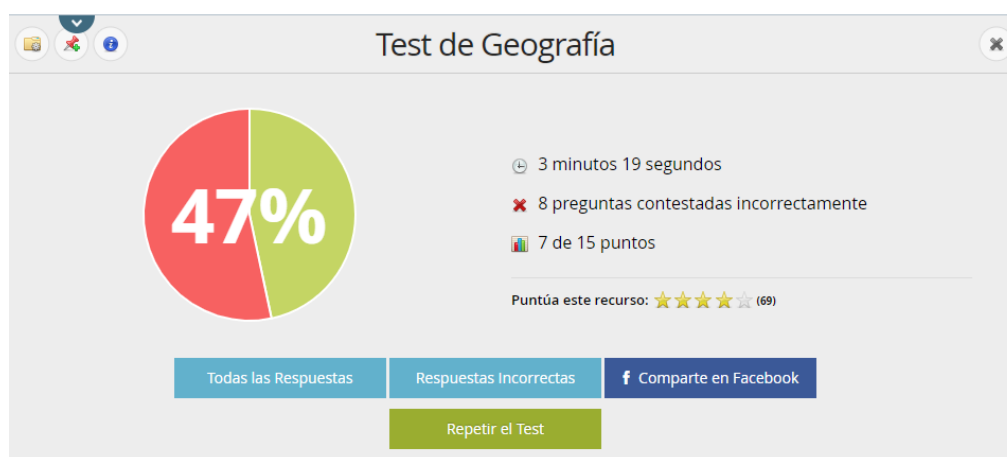 Test de Geografía
47%
3 minutos 19 segundos
8 preguntas contestadas incorrectamente
7 de 15 puntos
Puntúa este recurso: (69)
Todas las Respuestas
Respuestas Incorrectas
f Comparte en Facebook
Repetir el Test